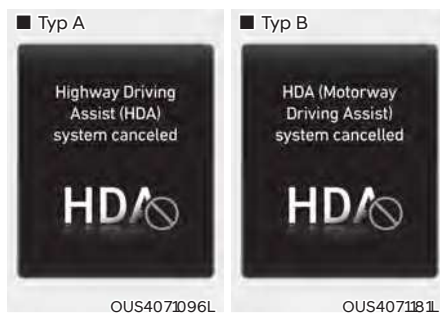 ■ Typ A
Highway Driving
Assist (HDA)
system canceled
HDA
OUS4071096L
■ Typ B
HDA (Motorway
Driving Assist)
system cancelled
HDA
OUS4071181L